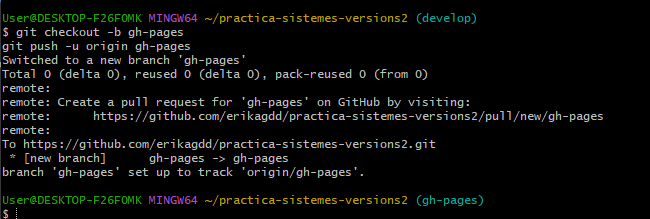 User@DESKTOP-F26FOMK MINGW64 ~/practica-sistemes-versions2 (develop)
$ git checkout -b gh-pages
git push -u origin gh-pages
Switched to a new branch 'gh-pages'
Total 0 (delta 0), reused 0 (delta 0), pack-reused 0 (from 0)
remote:
remote: Create a pull request for 'gh-pages' on GitHub by visiting:
remote:      https://github.com/erikagdd/practica-sistemes-versions2/pull/new/gh-pages
remote:
To https://github.com/erikagdd/practica-sistemes-versions2.git
 * [new branch]      gh-pages -> gh-pages
branch 'gh-pages' set up to track 'origin/gh-pages'.
User@DESKTOP-F26FOMK MINGW64 ~/practica-sistemes-versions2 (gh-pages)
$